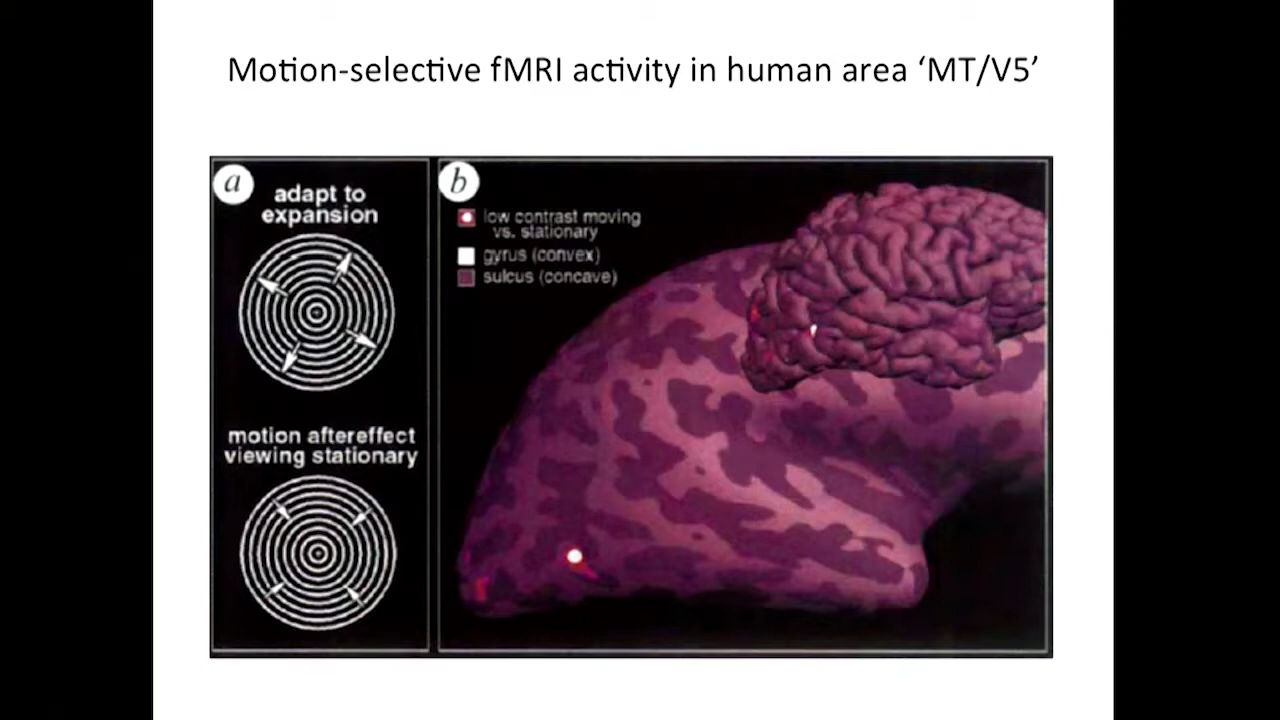 Motion-selective fMRI activity in human area ‘MT/V5’
a
adapt to
expansion
motion aftereffect
viewing stationary
b
low contrast moving
vs. stationary
gyrus (convex)
sulcus (concave)